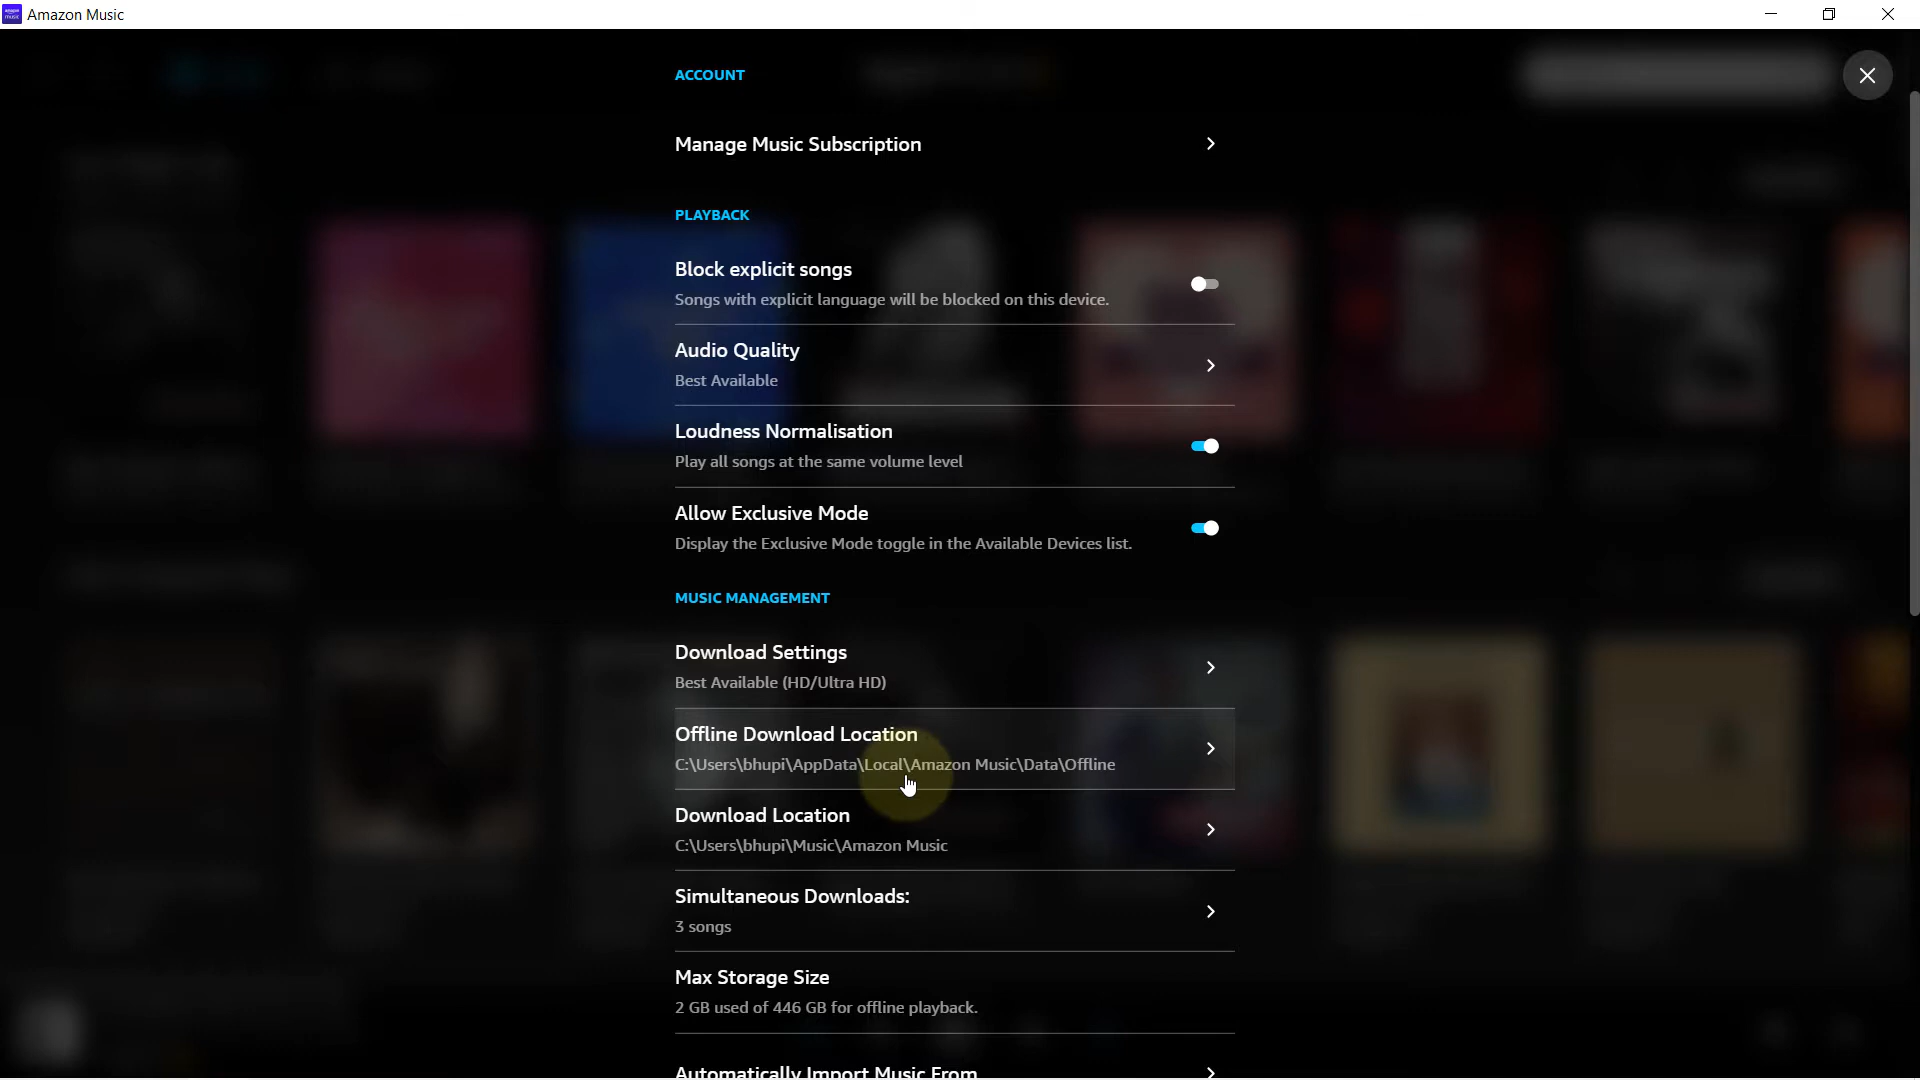 Amazon Music
ACCOUNT
Manage Music Subscription
PLAYBACK
Block explicit songs
Songs with explicit language will be blocked on this device.
Audio Quality
Best Available
Loudness Normalisation
Play all songs at the same volume level
Allow Exclusive Mode
Display the Exclusive Mode toggle in the Available Devices list.
MUSIC MANAGEMENT
Download Settings
Best Available (HD/Ultra HD)
Offline Download Location
C:\Users\bhupi\AppData\Local\Amazon Music\Data\Offline
Download Location
C:\Users\bhupi\Music\Amazon Music
Simultaneous Downloads:
3 songs
Max Storage Size
2 GB used of 446 GB for offline playback.
Automatically Import Music From